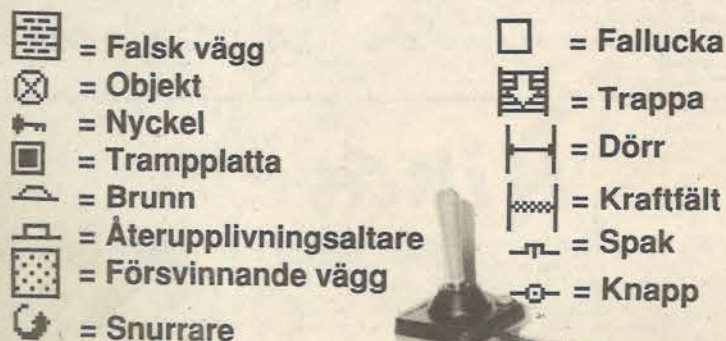 = Falsk vägg
= Objekt
= Nyckel
= Trampplatta
= Brunn
= Återupplivningsaltare
= Försvinnande vägg
= Snurrare
= Fallucka
= Trappa
= Dörr
= Kraftfält
= Spak
= Knapp